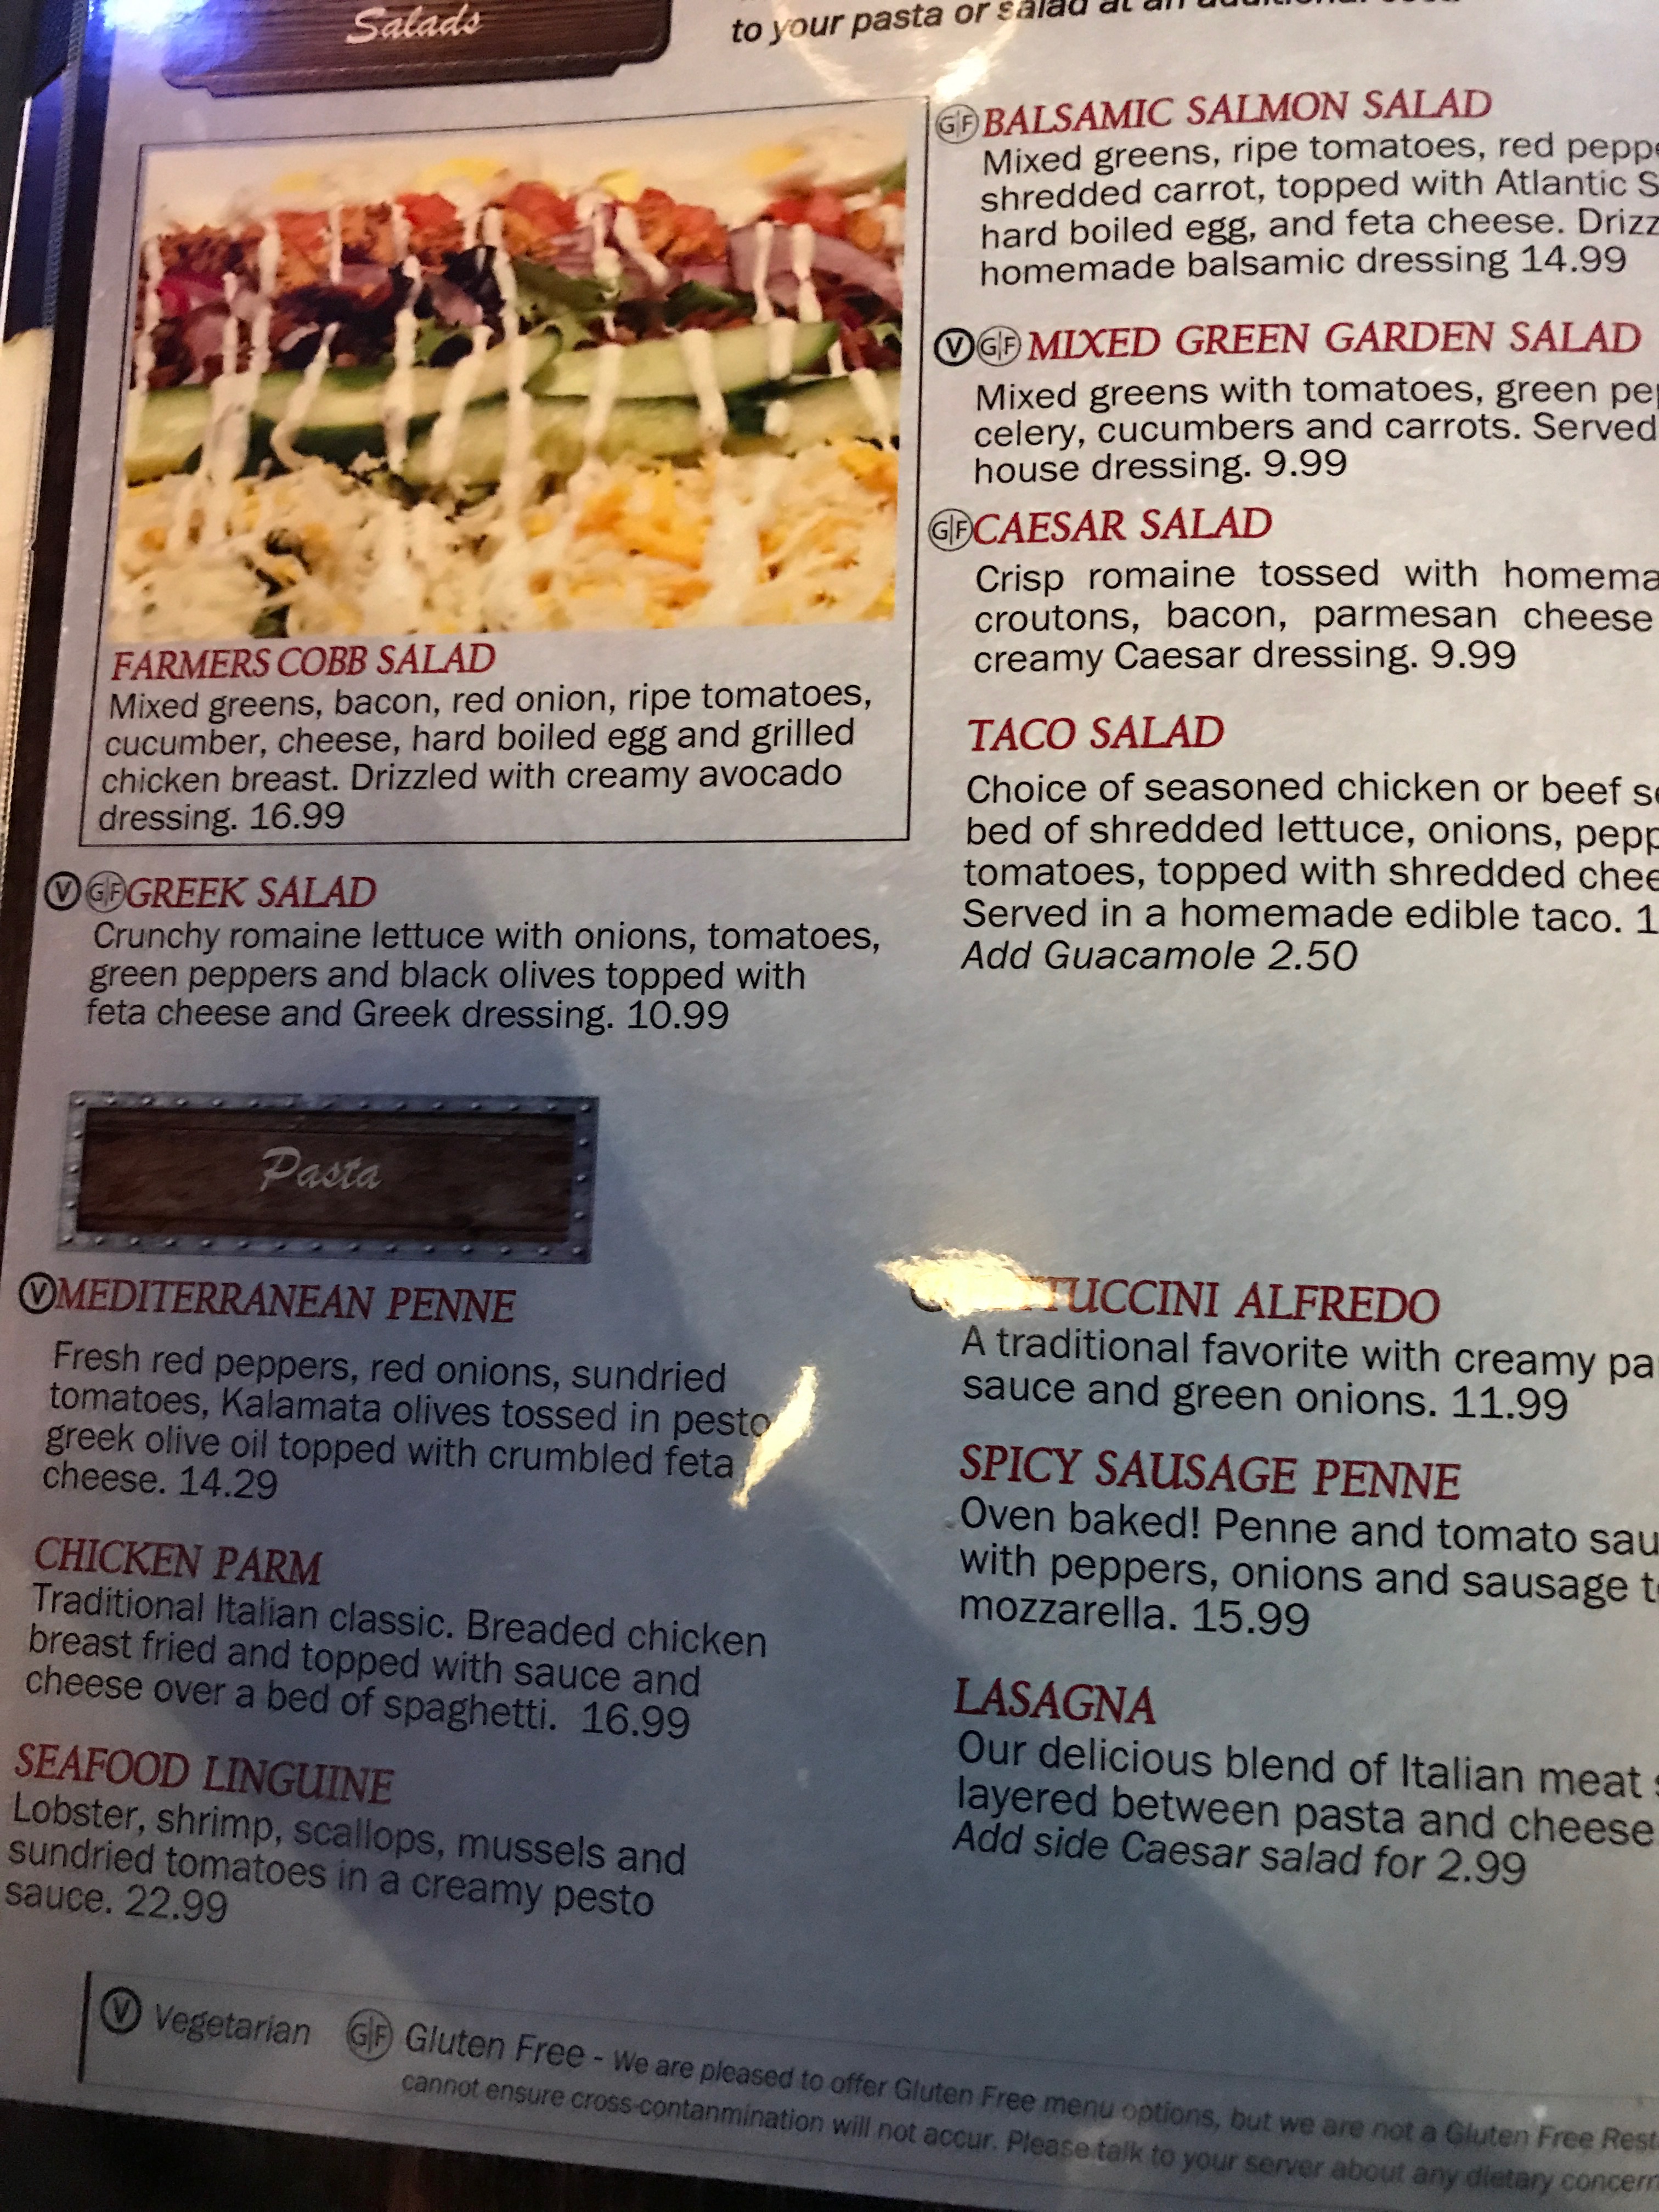 Salads
to your pasta or salad at an additional
FARMERS COBB SALAD
Mixed greens, bacon, red onion, ripe tomatoes,
cucumber, cheese, hard boiled egg and grilled
chicken breast. Drizzled with creamy avocado
dressing. 16.99
V G|F GREEK SALAD
Crunchy romaine lettuce with onions, tomatoes,
green peppers and black olives topped with
feta cheese and Greek dressing. 10.99
G|F BALSAMIC SALMON SALAD
Mixed greens, ripe tomatoes, red
shredded carrot, topped with Atlantic
hard boiled egg, and feta cheese.
homemade balsamic dressing 14.99
V G|F MIXED GREEN GARDEN SALAD
Mixed greens with tomatoes, green
celery, cucumbers and carrots. Served
house dressing. 9.99
G|F CAESAR SALAD
Crisp romaine tossed with
croutons, bacon, parmesan cheese
creamy Caesar dressing. 9.99
TACO SALAD
Choice of seasoned chicken or beef
bed of shredded lettuce, onions,
tomatoes, topped with shredded
Served in a homemade edible taco.
Add Guacamole 2.50
Pasta
V MEDITERRANEAN PENNE
Fresh red peppers, red onions, sundried
tomatoes, Kalamata olives tossed in pesto
greek olive oil topped with crumbled feta
cheese. 14.29
CHICKEN PARM
Traditional Italian classic. Breaded chicken
breast fried and topped with sauce and
cheese over a bed of spaghetti. 16.99
SEAFOOD LINGUINE
Lobster, shrimp, scallops, mussels and
sundried tomatoes in a creamy pesto
sauce. 22.99
ALFREDO
A traditional favorite with creamy
sauce and green onions. 11.99
SPICY SAUSAGE PENNE
Oven baked! Penne and tomato
with peppers, onions and sausage
mozzarella. 15.99
LASAGNA
Our delicious blend of Italian meat
layered between pasta and cheese
Add side Caesar salad for 2.99
V Vegetarian G|F Gluten Free - We are pleased to offer Gluten Free menu options, but we are not a Gluten Free
cannot ensure cross-contanmination will not accur. Please talk to your server about any dietary